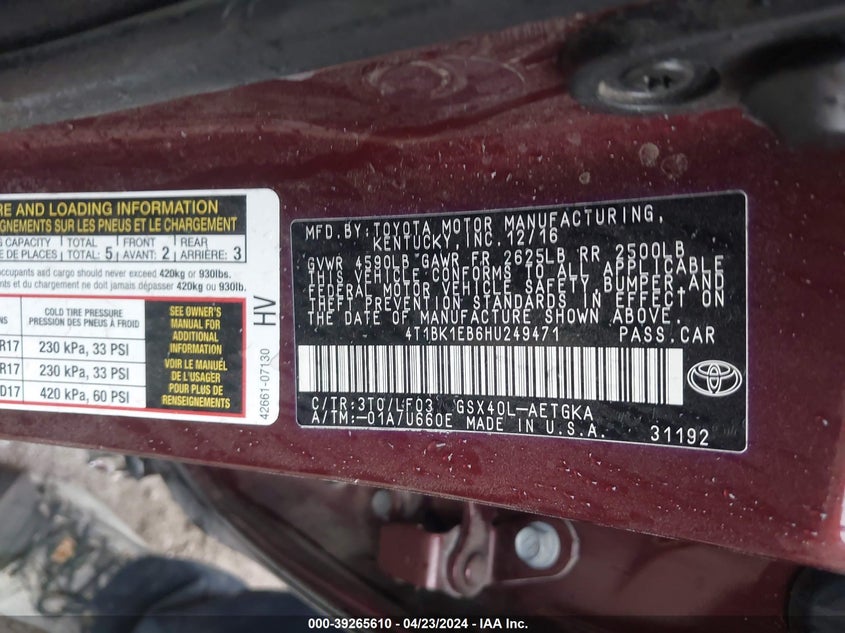 RE AND LOADING INFORMATION
GNEMENTS SUR LES PNEUS ET LE CHARGEMENT
G CAPACITY TOTAL 5 FRONT 2 REAR 3
E DE PLACES TOTAL: AVANT: ARRIÈRE:
occupants and cargo should never exceed 420kg or 930lbs.
nts et du chargement ne doit jamais dépasser 420kg ou 930lb.
COLD TIRE PRESSURE
PRESSION DES PNEUS À FROID
R17 230 kPa, 33 PSI
R17 230 kPa, 33 PSI
D17 420 kPa, 60 PSI
SEE OWNER'S
MANUAL FOR
ADDITIONAL
INFORMATION
VOIR LE MANUEL
DE L'USAGER
POUR PLUS DE
RENSEIGNEMENTS
HV
42661-07130
MFD.BY:TOYOTA MOTOR MANUFACTURING,
KENTUCKY, INC. 12/16
GVWR 4590LB GAWR FR 2625LB RR 2500LB
THIS VEHICLE CONFORMS TO ALL APPLICABLE
FEDERAL MOTOR VEHICLE SAFETY, BUMPER, AND
THEFT PREVENTION STANDARDS IN EFFECT ON
THE DATE OF MANUFACTURE SHOWN ABOVE.
4T1BK1EB6HU249471 PASS.CAR
C/TR:3T0/LF03 GSX40L-AETGKA
A/TM:-01A/U660E MADE IN U.S.A. 31192
000-39265610 - 04/23/2024 - Copyright © IAA, Inc.